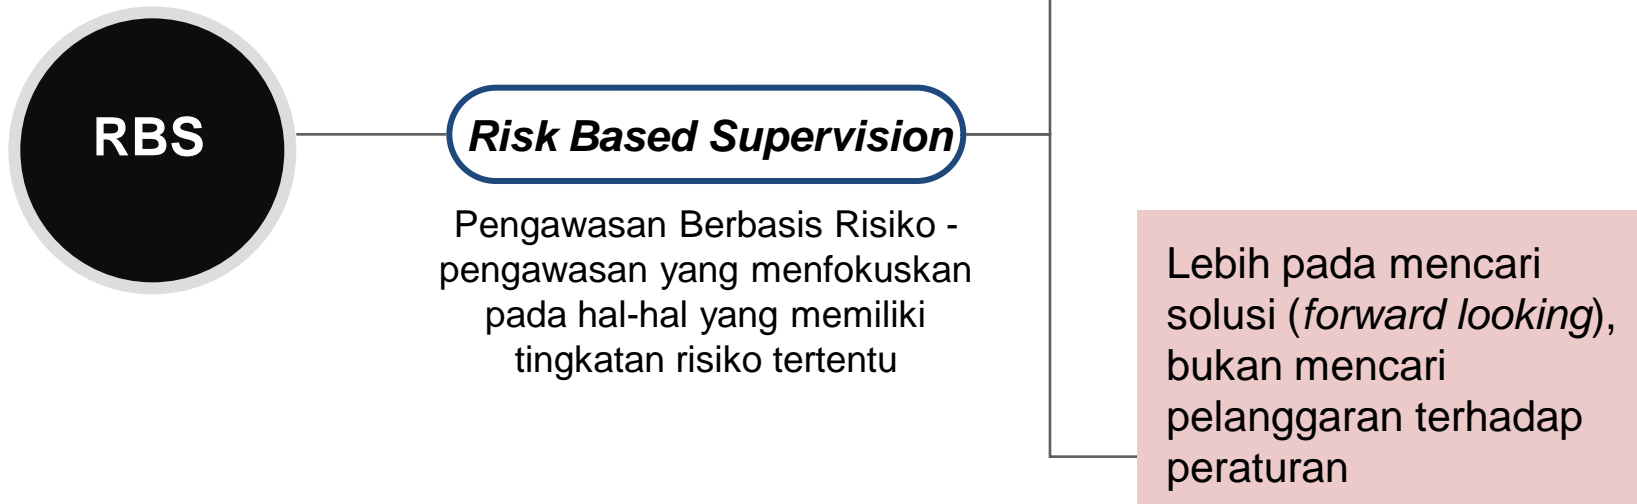 RBS
Risk Based Supervision
Pengawasan Berbasis Risiko -
pengawasan yang menfokuskan
pada hal-hal yang memiliki
tingkatan risiko tertentu
Lebih pada mencari
solusi (forward looking),
bukan mencari
pelanggaran terhadap
peraturan